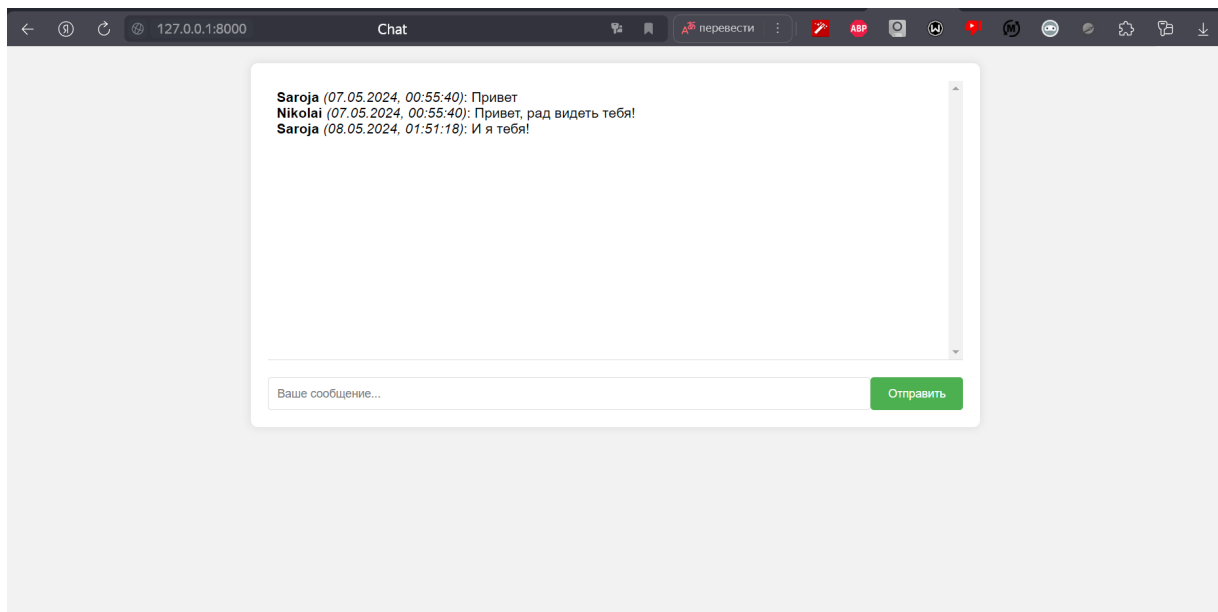 127.0.0.1:8000 Chat перевести ABP
Saroja (07.05.2024, 00:55:40): Привет
Nikolai (07.05.2024, 00:55:40): Привет, рад видеть тебя!
Saroja (08.05.2024, 01:51:18): И я тебя!
Ваше сообщение... Отправить